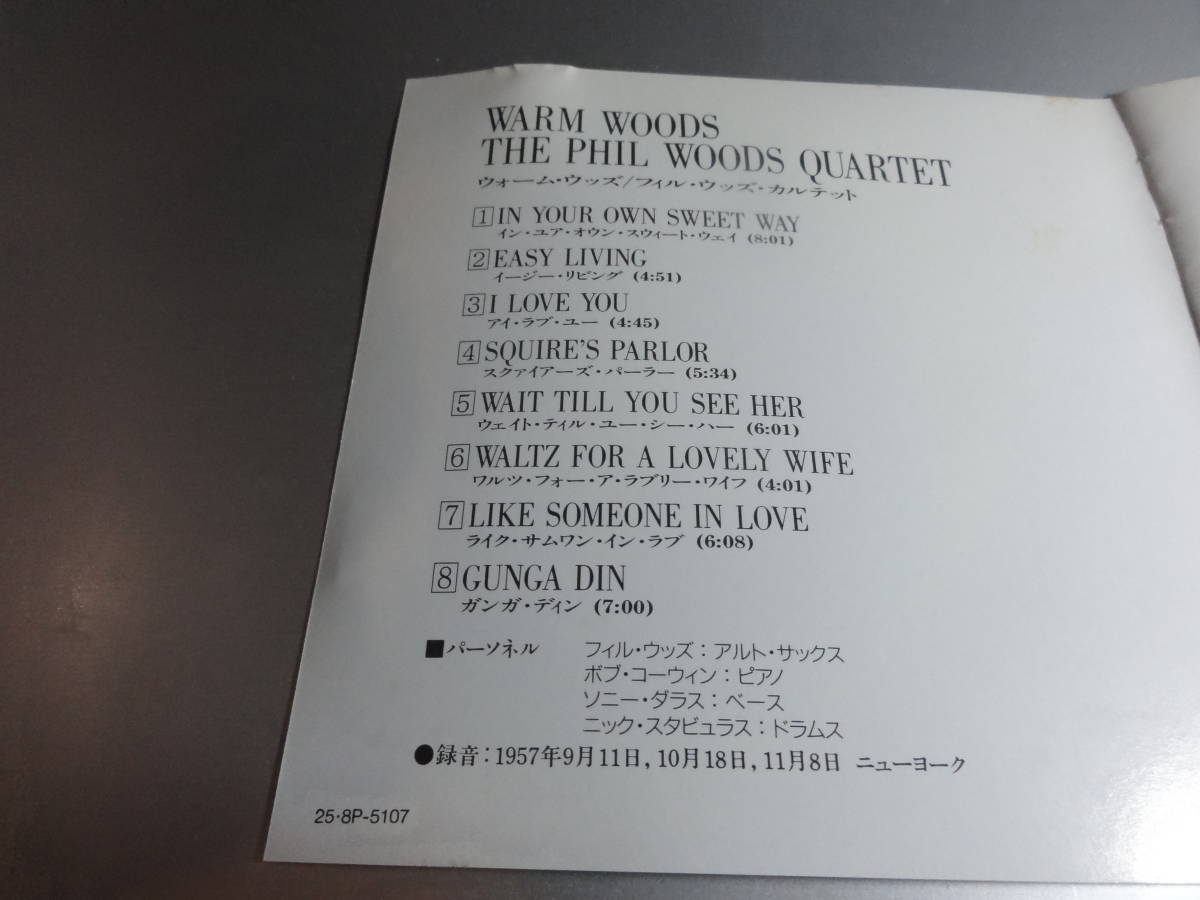 WARM WOODS
THE PHIL WOODS QUARTET
ウォーム・ウッズ/フィル・ウッズ・カルテット
1 IN YOUR OWN SWEET WAY
イン・ユア・オウン・スウィート・ウェイ (8:01)
2 EASY LIVING
イージー・リビング (4:51)
3 I LOVE YOU
アイ・ラブ・ユー (4:45)
4 SQUIRE'S PARLOR
スクァイアーズ・パーラー (5:34)
5 WAIT TILL YOU SEE HER
ウェイト・ティル・ユー・シー・ハー (6:01)
6 WALTZ FOR A LOVELY WIFE
ワルツ・フォー・ア・ラブリー・ワイフ (4:01)
7 LIKE SOMEONE IN LOVE
ライク・サムワン・イン・ラブ (6:08)
8 GUNGA DIN
ガンガ・ディン (7:00)
■パーソネル フィル・ウッズ:アルト・サックス
ボブ・コーウィン:ピアノ
ソニー・ダラス:ベース
ニック・スタビュラス:ドラムス
●録音:1957年9月11日, 10月18日, 11月8日 ニューヨーク
25・8P-5107